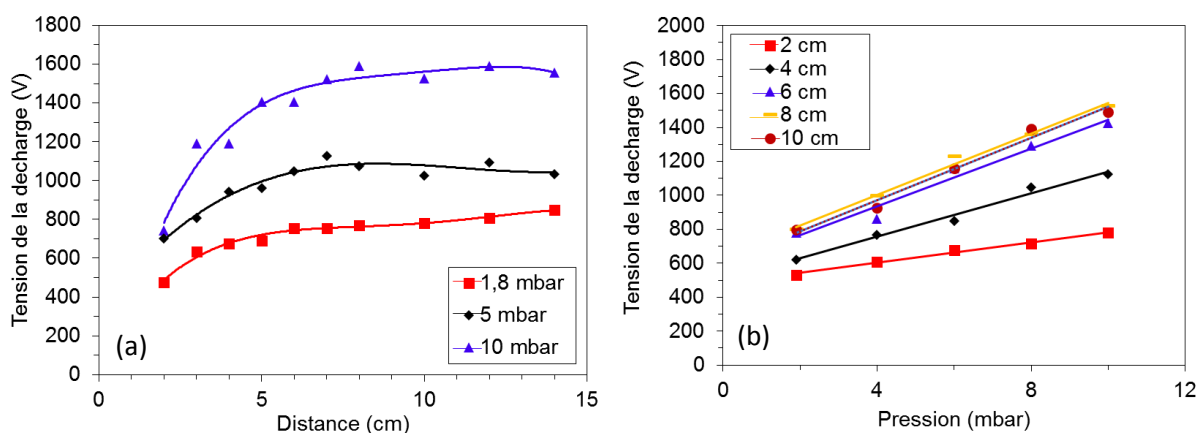 1800
1600
1400
1200
1000
800
600
400
200
0
Tension de la decharge (V)
0
5
10
15
Distance (cm)
(a)
1,8 mbar
5 mbar
10 mbar
2000
1800
1600
1400
1200
1000
800
600
400
200
0
Tension de la decharge (V)
0
4
8
12
Pression (mbar)
(b)
2 cm
4 cm
6 cm
8 cm
10 cm